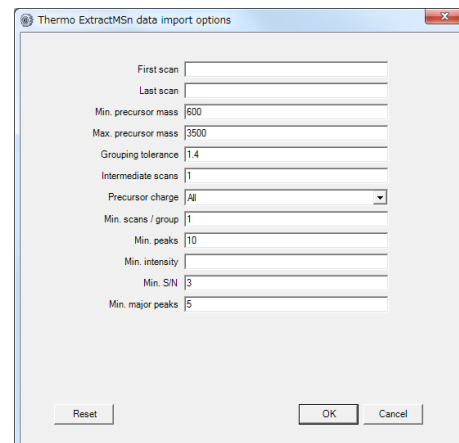 Thermo ExtractMSn data import options
First scan
Last scan
Min. precursor mass 600
Max. precursor mass 3500
Grouping tolerance 1.4
Intermediate scans 1
Precursor charge All
Min. scans / group 1
Min. peaks 10
Min. intensity
Min. S/N 3
Min. major peaks 5
Reset OK Cancel